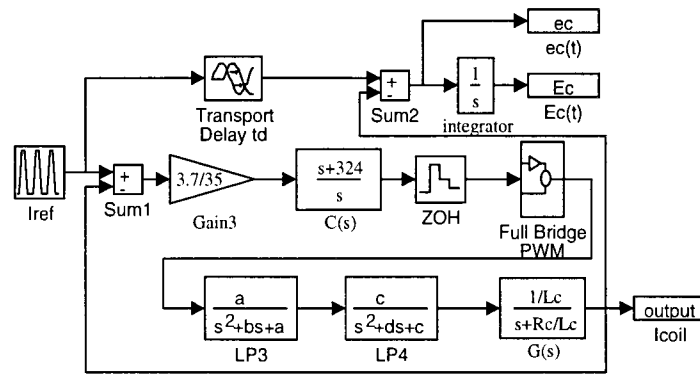 ec
ec(t)
+
-
1
s
Ec
Ec(t)
Transport
Delay td
Sum2
integrator
Iref
+
-
Sum1
3.7/35
Gain3
s+324
s
C(s)
ZOH
Full Bridge
PWM
a
s²+bs+a
LP3
c
s²+ds+c
LP4
1/Lc
s+Rc/Lc
G(s)
output
Icoil